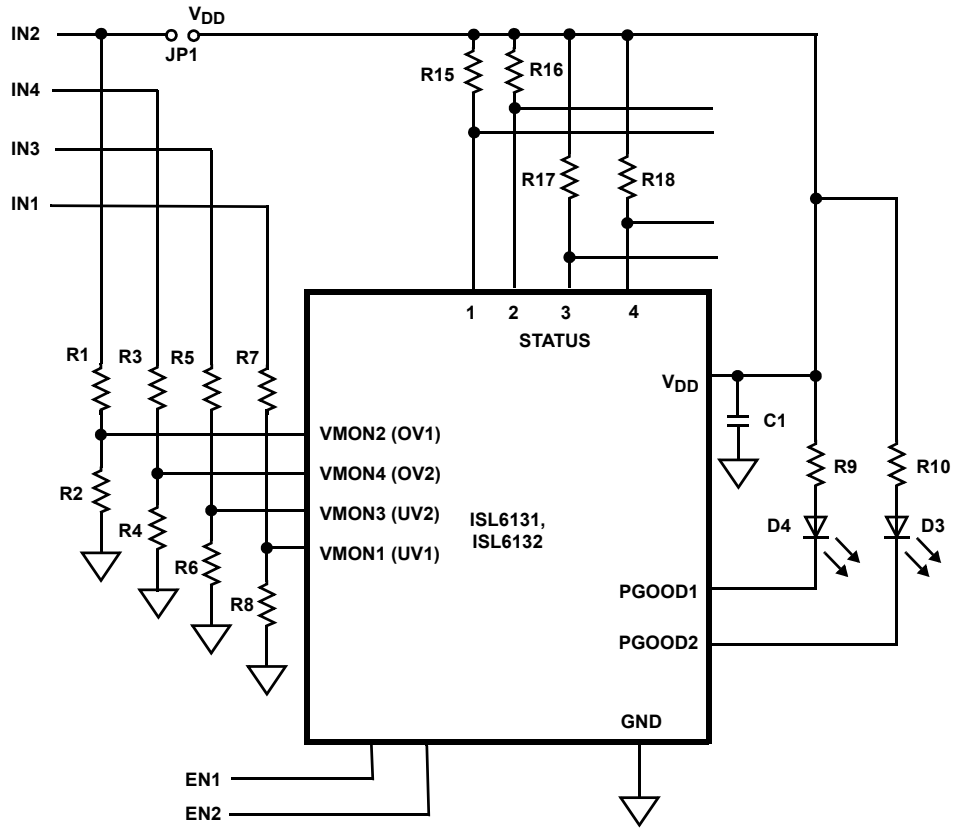 IN2
V_DD
JP1
IN4
IN3
IN1
R15
R16
R17
R18
1
2
3
4
STATUS
R1
R3
R5
R7
V_DD
C1
VMON2 (OV1)
R9
R10
R2
VMON4 (OV2)
R4
VMON3 (UV2)
ISL6131,
ISL6132
D4
D3
R6
VMON1 (UV1)
R8
PGOOD1
PGOOD2
GND
EN1
EN2